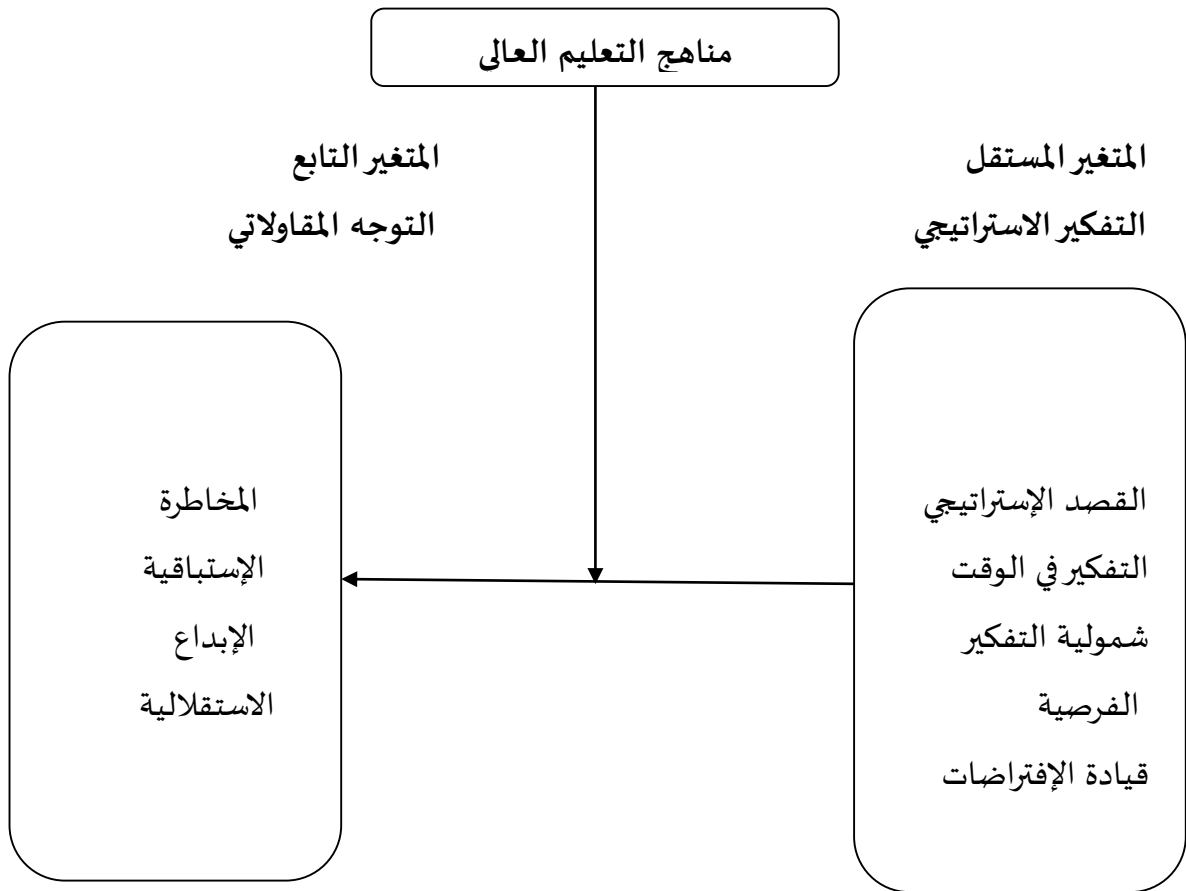 مناهج التعليم العالى
المتغير المستقل
التفكير الاستراتيجي
المتغير التابع
التوجه المقاولاتي
القصد الإستراتيجي
التفكير في الوقت
شمولية التفكير
الفرصية
قيادة الإفتراضات
المخاطرة
الإستباقية
الإبداع
الاستقلالية